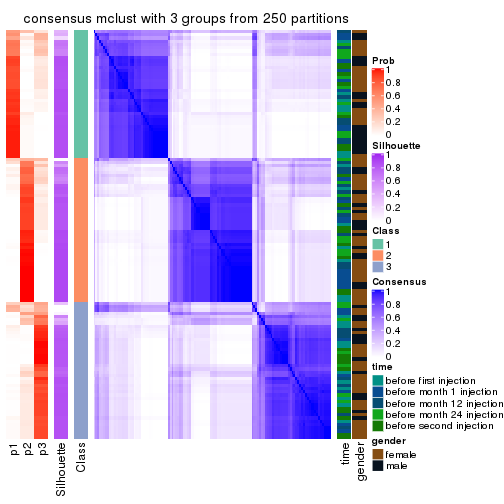 consensus mclust with 3 groups from 250 partitions
Prob
1
0.8
0.6
0.4
0.2
0
Silhouette
1
0.8
0.6
0.4
0.2
0
Class
1
2
3
Consensus
1
0.8
0.6
0.4
0.2
0
time
before first injection
before month 1 injection
before month 12 injection
before month 24 injection
before second injection
gender
female
male
p1
p2
p3
Silhouette
Class
time
gender